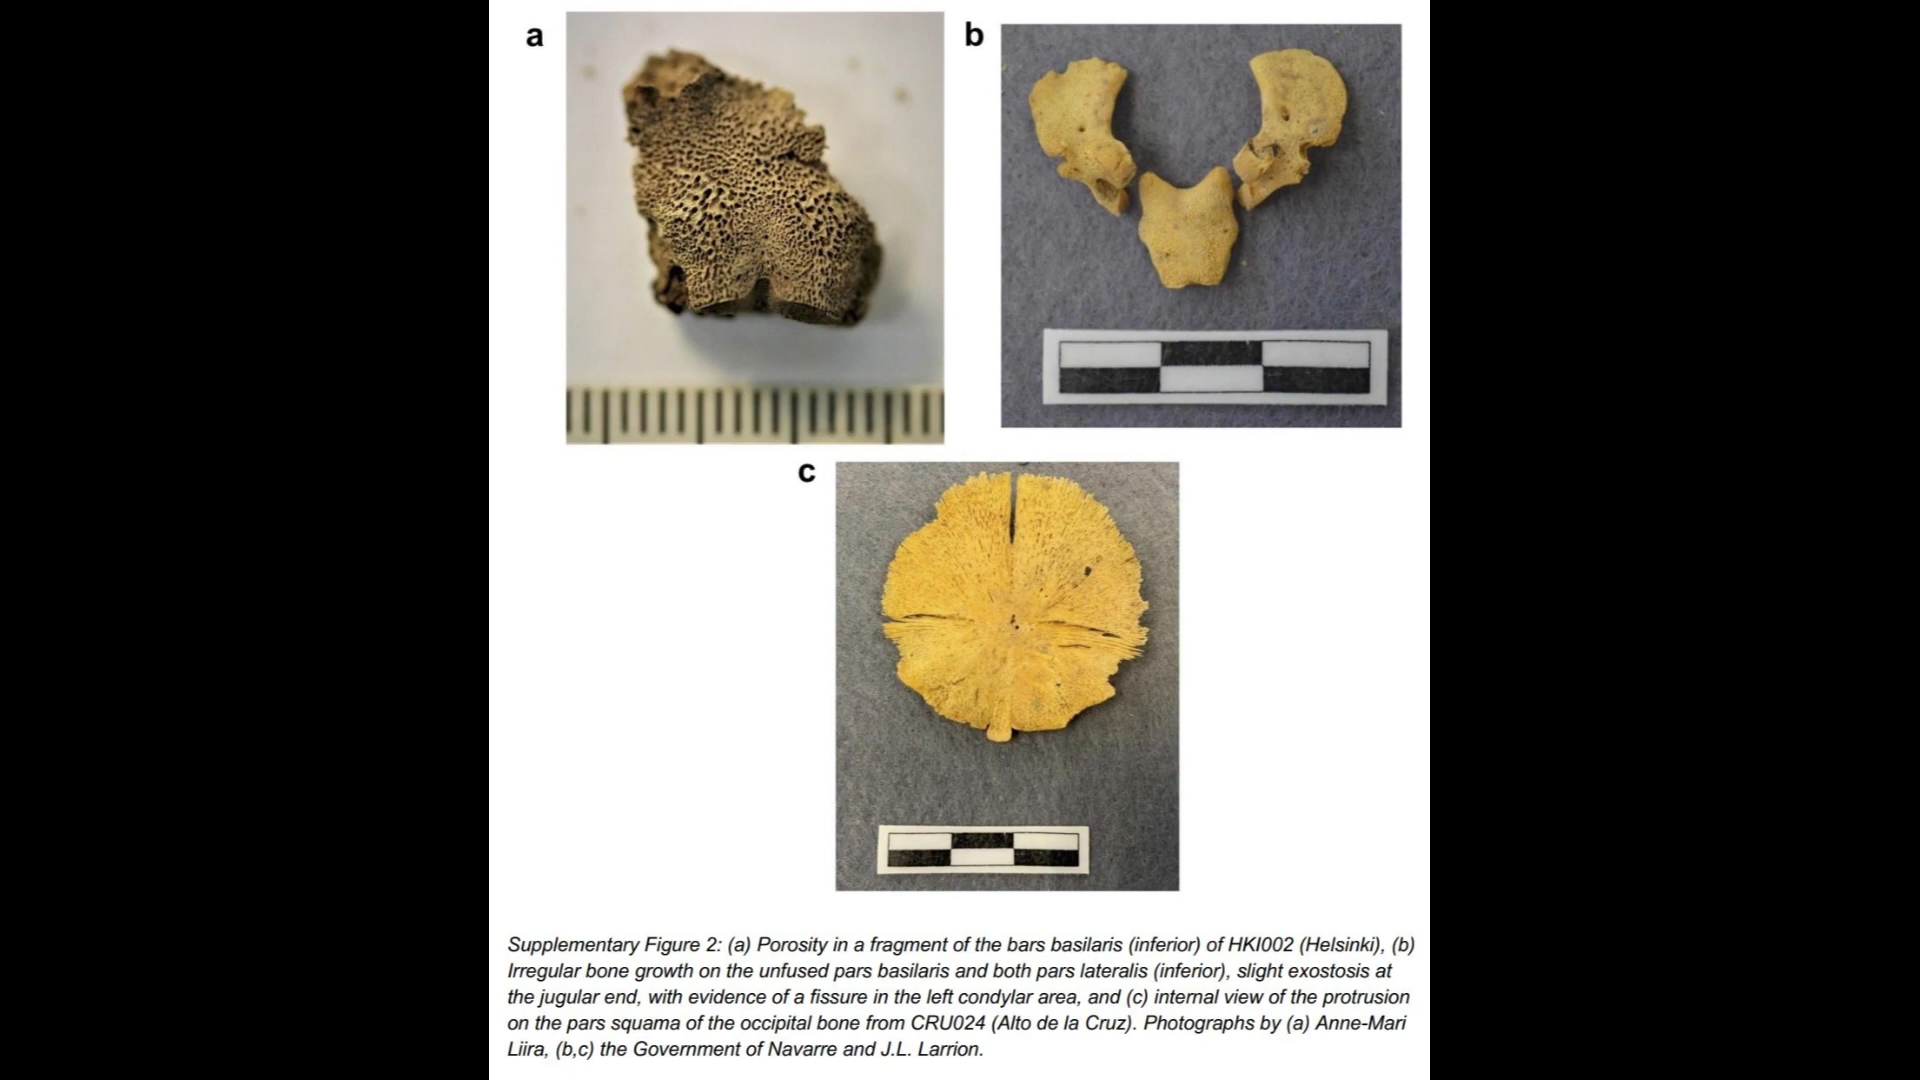 a
b
c
Supplementary Figure 2: (a) Porosity in a fragment of the bars basilaris (inferior) of HKI002 (Helsinki), (b)
Irregular bone growth on the unfused pars basilaris and both pars lateralis (inferior), slight exostosis at
the jugular end, with evidence of a fissure in the left condylar area, and (c) internal view of the protrusion
on the pars squama of the occipital bone from CRU024 (Alto de la Cruz). Photographs by (a) Anne-Mari
Liira, (b,c) the Government of Navarre and J.L. Larrion.